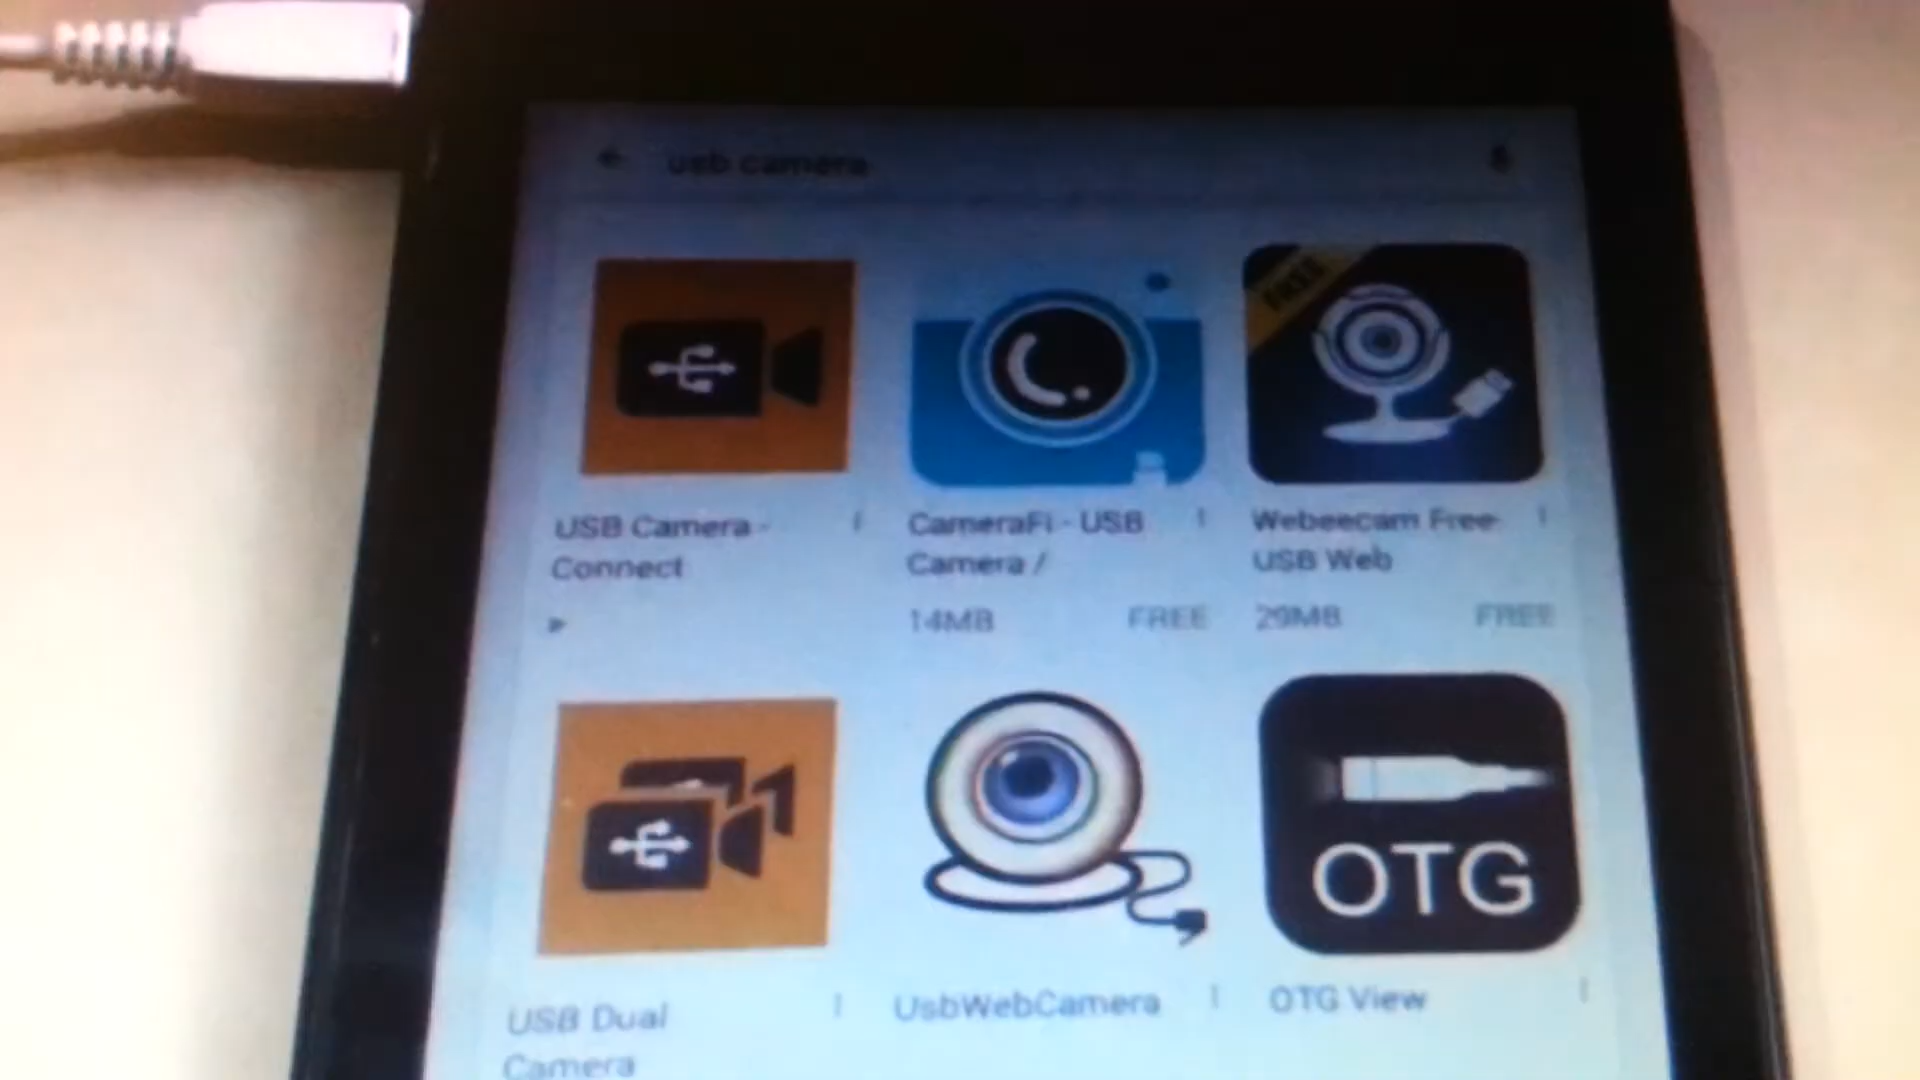 usb camera
FREE
USB Camera -
Connect
CameraFi - USB
Camera /
14MB FREE
Webeecam Free-
USB Web
29MB FREE
OTG
USB Dual
Camera
UsbWebCamera
OTG View